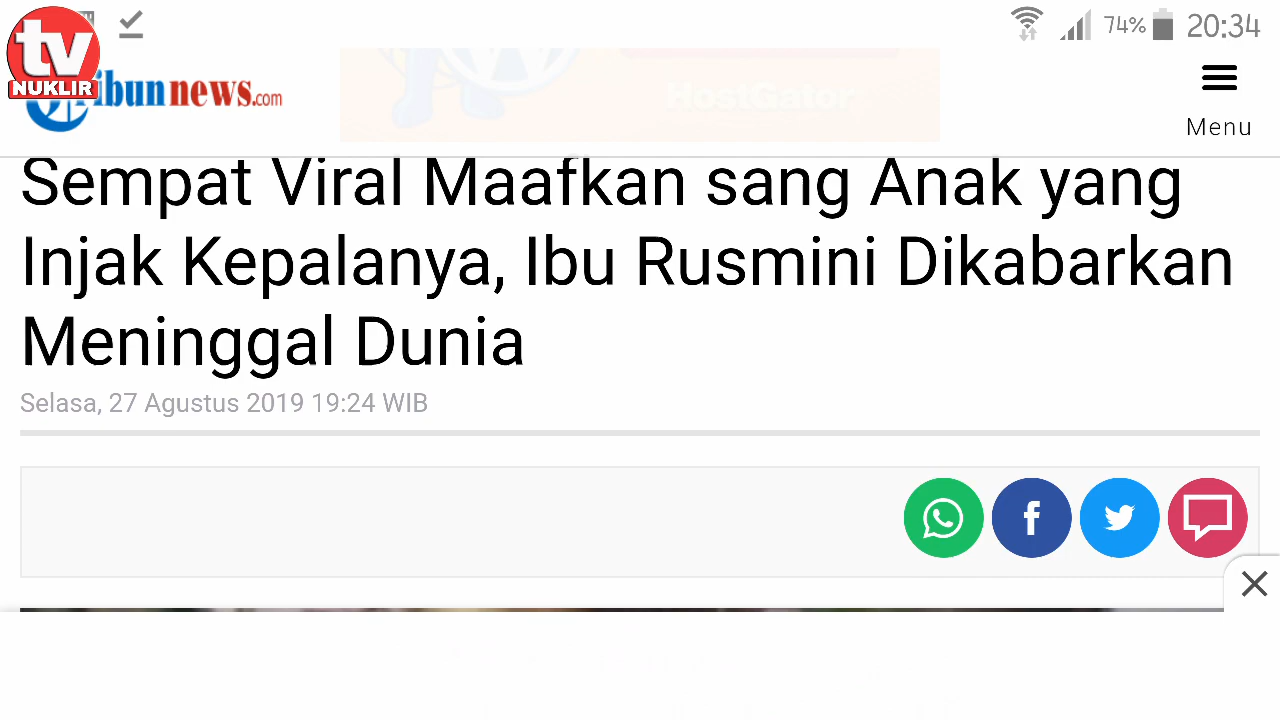 tv
NUKLIR
74%
20:34
ibunnews.com
HostGator
Menu
Sempat Viral Maafkan sang Anak yang
Injak Kepalanya, Ibu Rusmini Dikabarkan
Meninggal Dunia
Selasa, 27 Agustus 2019 19:24 WIB